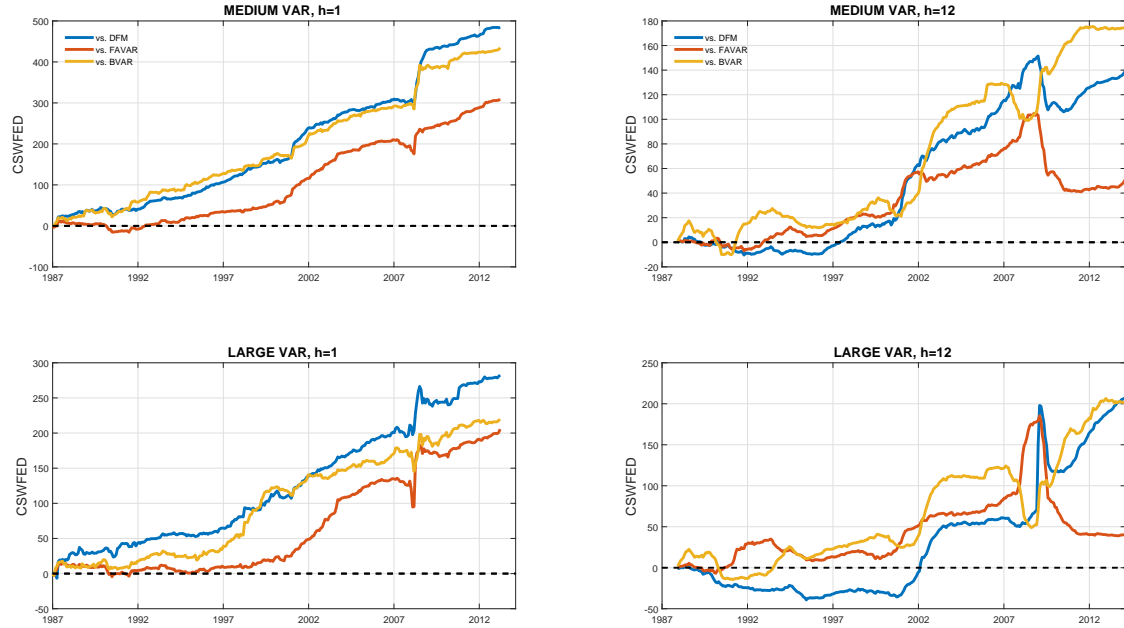 MEDIUM VAR, h=1
CSWFED
500
400
300
200
100
0
-100
vs. DFM
vs. FAVAR
vs. BVAR
1987 1992 1997 2002 2007 2012
MEDIUM VAR, h=12
CSWFED
180
160
140
120
100
80
60
40
20
0
-20
vs. DFM
vs. FAVAR
vs. BVAR
1987 1992 1997 2002 2007 2012
LARGE VAR, h=1
CSWFED
300
250
200
150
100
50
0
-50
1987 1992 1997 2002 2007 2012
LARGE VAR, h=12
CSWFED
250
200
150
100
50
0
-50
1987 1992 1997 2002 2007 2012